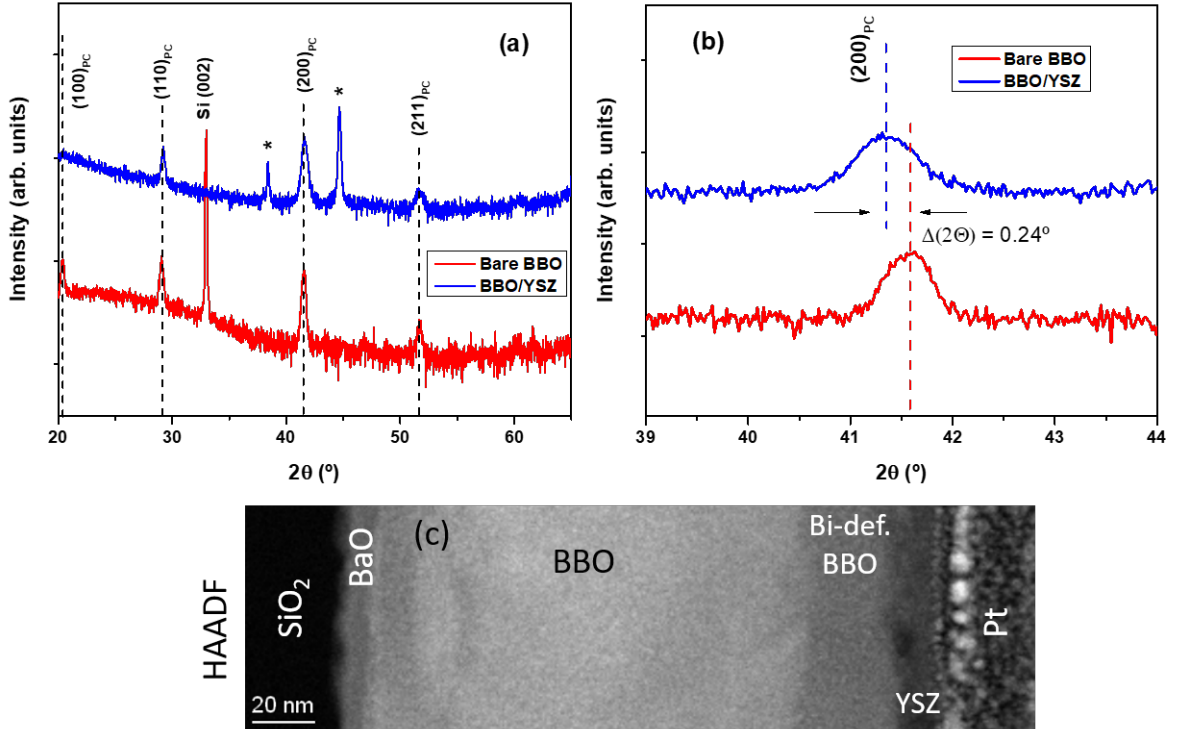 (a)
(100)PC
(110)PC
Si (002)
*
(200)PC
*
(211)PC
Bare BBO
BBO/YSZ
Intensity (arb. units)
20
30
40
50
60
2θ (º)
(b)
(200)PC
Bare BBO
BBO/YSZ
Δ(2Θ) = 0.24º
Intensity (arb. units)
39
40
41
42
43
44
2θ (º)
HAADF
SiO2
BaO
(c)
BBO
Bi-def.
BBO
YSZ
Pt
20 nm